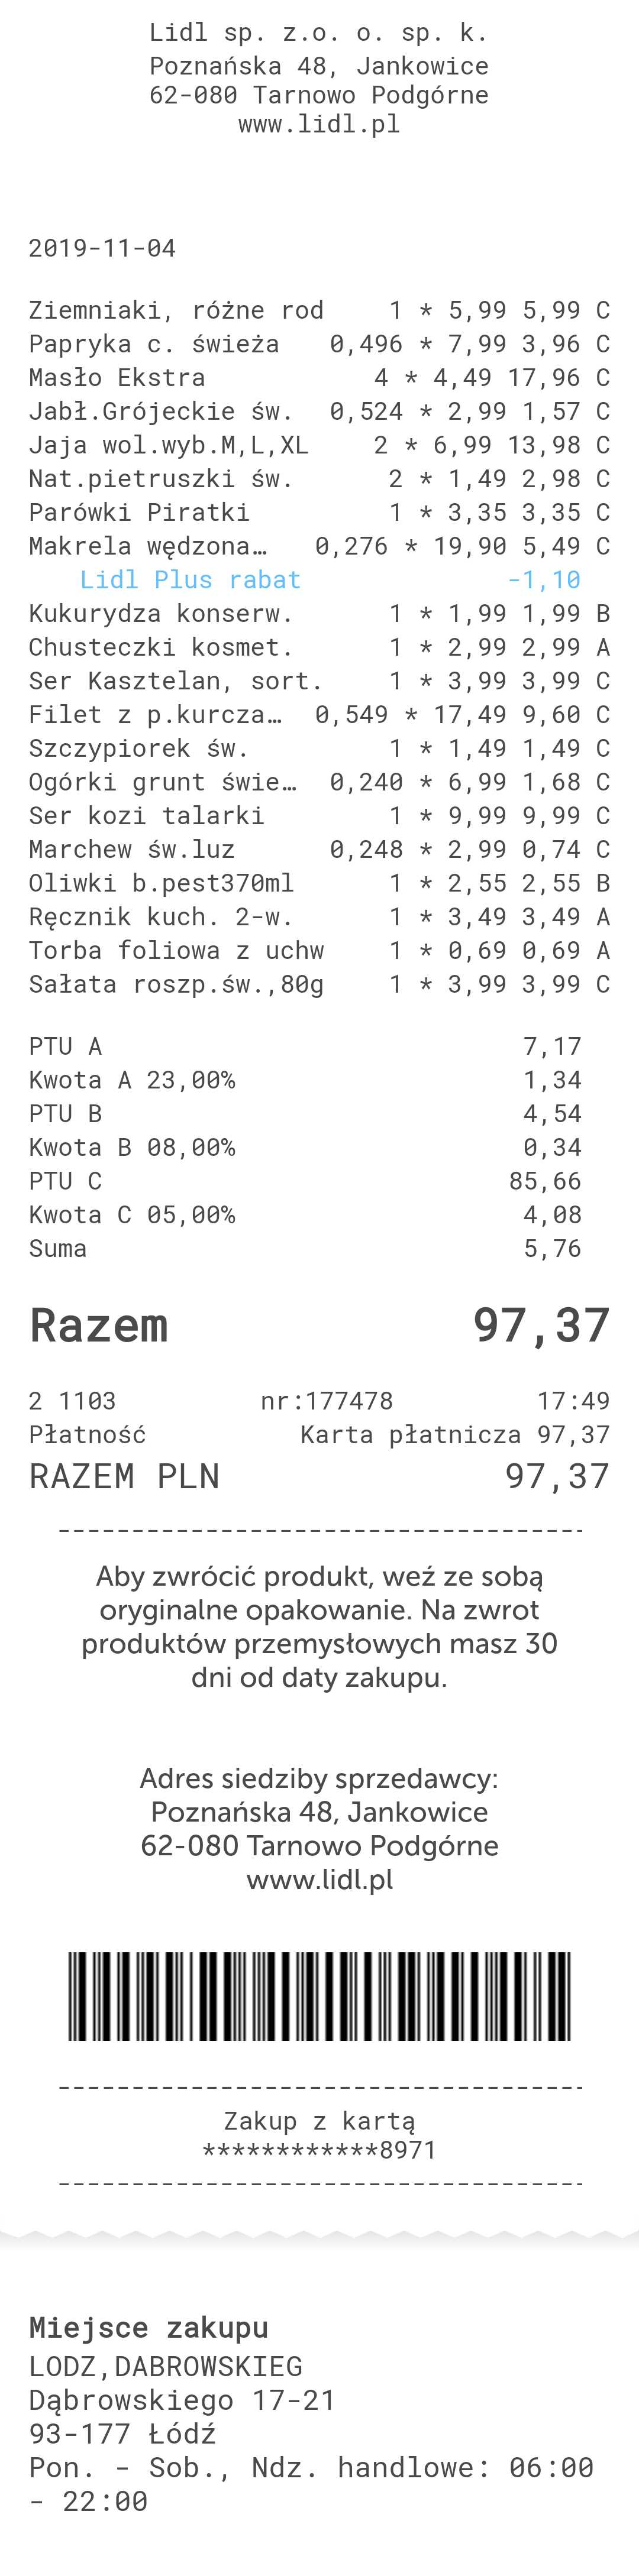 Lidl sp. z.o. o. sp. k.
Poznańska 48, Jankowice
62-080 Tarnowo Podgórne
www.lidl.pl
2019-11-04
Ziemniaki, różne rod 1 * 5,99 5,99 C
Papryka c. świeża 0,496 * 7,99 3,96 C
Masło Ekstra 4 * 4,49 17,96 C
Jabł.Grójeckie św. 0,524 * 2,99 1,57 C
Jaja wol.wyb.M,L,XL 2 * 6,99 13,98 C
Nat.pietruszki św. 2 * 1,49 2,98 C
Parówki Piratki 1 * 3,35 3,35 C
Makrela wędzona… 0,276 * 19,90 5,49 C
Lidl Plus rabat -1,10
Kukurydza konserw. 1 * 1,99 1,99 B
Chusteczki kosmet. 1 * 2,99 2,99 A
Ser Kasztelan, sort. 1 * 3,99 3,99 C
Filet z p.kurcza… 0,549 * 17,49 9,60 C
Szczypiorek św. 1 * 1,49 1,49 C
Ogórki grunt świe… 0,240 * 6,99 1,68 C
Ser kozi talarki 1 * 9,99 9,99 C
Marchew św.luz 0,248 * 2,99 0,74 C
Oliwki b.pest370ml 1 * 2,55 2,55 B
Ręcznik kuch. 2-w. 1 * 3,49 3,49 A
Torba foliowa z uchw 1 * 0,69 0,69 A
Sałata roszp.św.,80g 1 * 3,99 3,99 C
PTU A 7,17
Kwota A 23,00% 1,34
PTU B 4,54
Kwota B 08,00% 0,34
PTU C 85,66
Kwota C 05,00% 4,08
Suma 5,76
Razem 97,37
2 1103 nr:177478 17:49
Płatność Karta płatnicza 97,37
RAZEM PLN 97,37
Aby zwrócić produkt, weź ze sobą
oryginalne opakowanie. Na zwrot
produktów przemysłowych masz 30
dni od daty zakupu.
Adres siedziby sprzedawcy:
Poznańska 48, Jankowice
62-080 Tarnowo Podgórne
www.lidl.pl
Zakup z kartą
************8971
Miejsce zakupu
LODZ,DABROWSKIEG
Dąbrowskiego 17-21
93-177 Łódź
Pon. - Sob., Ndz. handlowe: 06:00
- 22:00